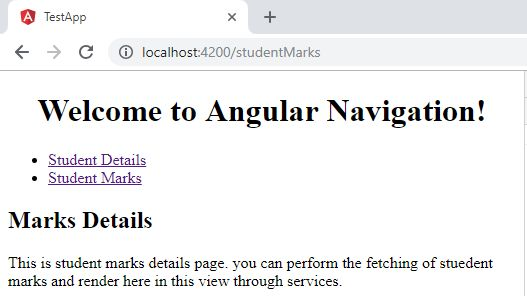 TestApp
localhost:4200/studentMarks
Welcome to Angular Navigation!
Student Details
Student Marks
Marks Details
This is student marks details page. you can perform the fetching of stuedent
marks and render here in this view through services.